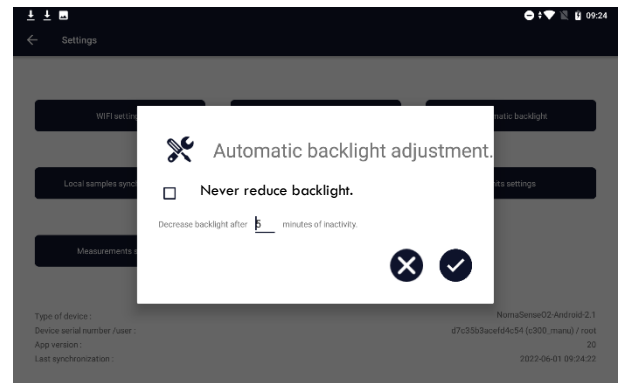 09:24
Settings
WIFI setting
matic backlight
Automatic backlight adjustment.
Never reduce backlight.
Local samples synch
its settings
Decrease backlight after 5 minutes of inactivity.
Measurements s
Type of device : NomaSenseO2-Android-2.1
Device serial number /user : d7c35b3acefd4c54 (c300_manu) / root
App version : 20
Last synchronization : 2022-06-01 09:24:22